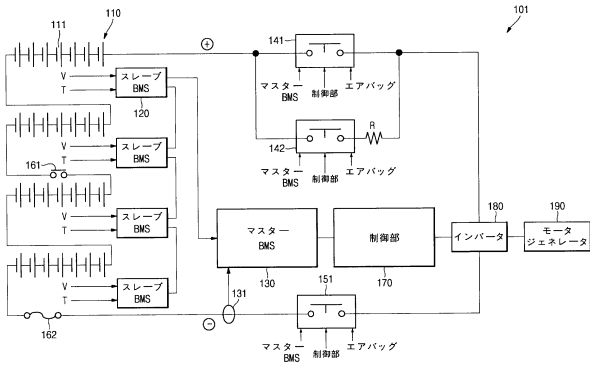 101
110
111
141
+
マスター
BMS
制御部
エアバッグ
V
T
スレーブ
BMS
120
R
142
マスター
BMS
制御部
エアバッグ
V
T
スレーブ
BMS
161
V
T
スレーブ
BMS
マスター
BMS
130
制御部
170
180
インバータ
190
モータ
ジェネレータ
V
T
スレーブ
BMS
131
151
162
−
マスター
BMS
制御部
エアバッグ